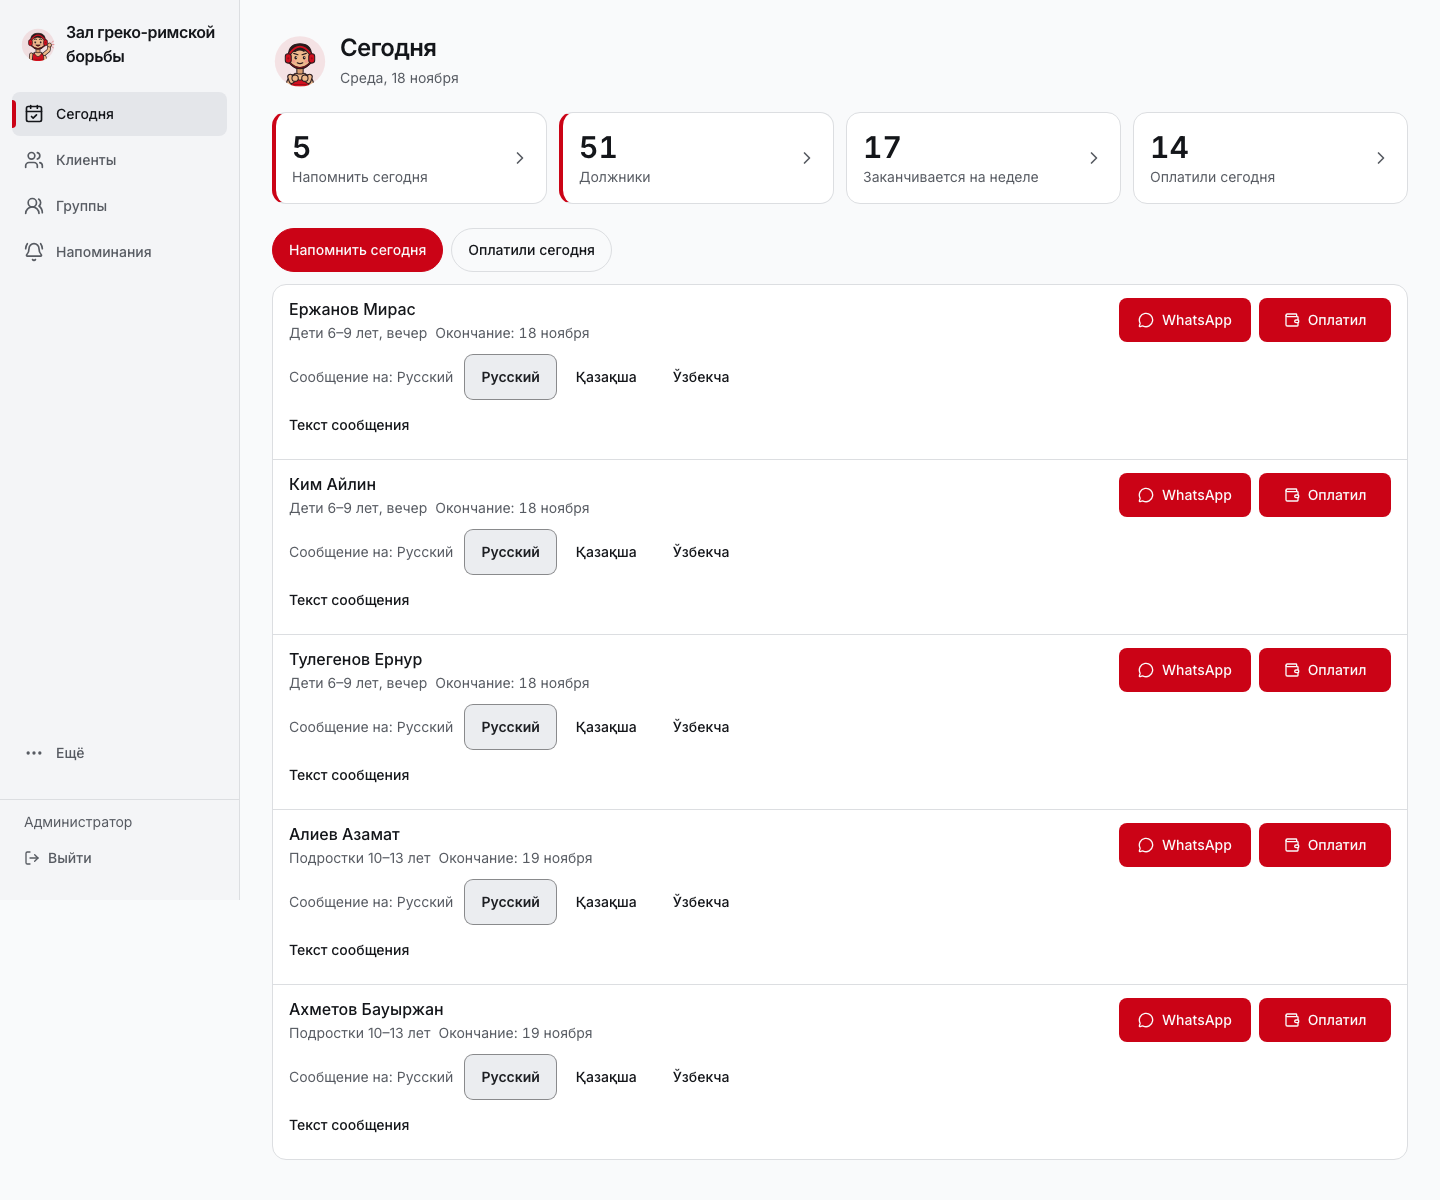 Зал греко-римской
борьбы
Сегодня
Клиенты
Группы
Напоминания
Ещё
Администратор
Выйти
Сегодня
Среда, 18 ноября
5
Напомнить сегодня
51
Должники
17
Заканчивается на неделе
14
Оплатили сегодня
Напомнить сегодня
Оплатили сегодня
Ержанов Мирас
Дети 6–9 лет, вечер Окончание: 18 ноября
WhatsApp
Оплатил
Сообщение на: Русский Русский Қазақша Ўзбекча
Текст сообщения
Ким Айлин
Дети 6–9 лет, вечер Окончание: 18 ноября
WhatsApp
Оплатил
Сообщение на: Русский Русский Қазақша Ўзбекча
Текст сообщения
Тулегенов Ернур
Дети 6–9 лет, вечер Окончание: 18 ноября
WhatsApp
Оплатил
Сообщение на: Русский Русский Қазақша Ўзбекча
Текст сообщения
Алиев Азамат
Подростки 10–13 лет Окончание: 19 ноября
WhatsApp
Оплатил
Сообщение на: Русский Русский Қазақша Ўзбекча
Текст сообщения
Ахметов Бауыржан
Подростки 10–13 лет Окончание: 19 ноября
WhatsApp
Оплатил
Сообщение на: Русский Русский Қазақша Ўзбекча
Текст сообщения